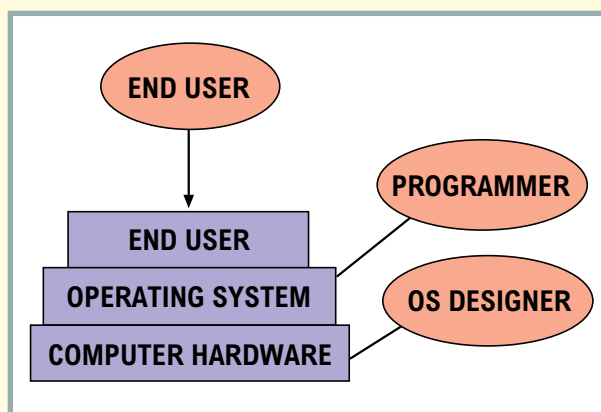 END USER
PROGRAMMER
END USER
OPERATING SYSTEM
OS DESIGNER
COMPUTER HARDWARE